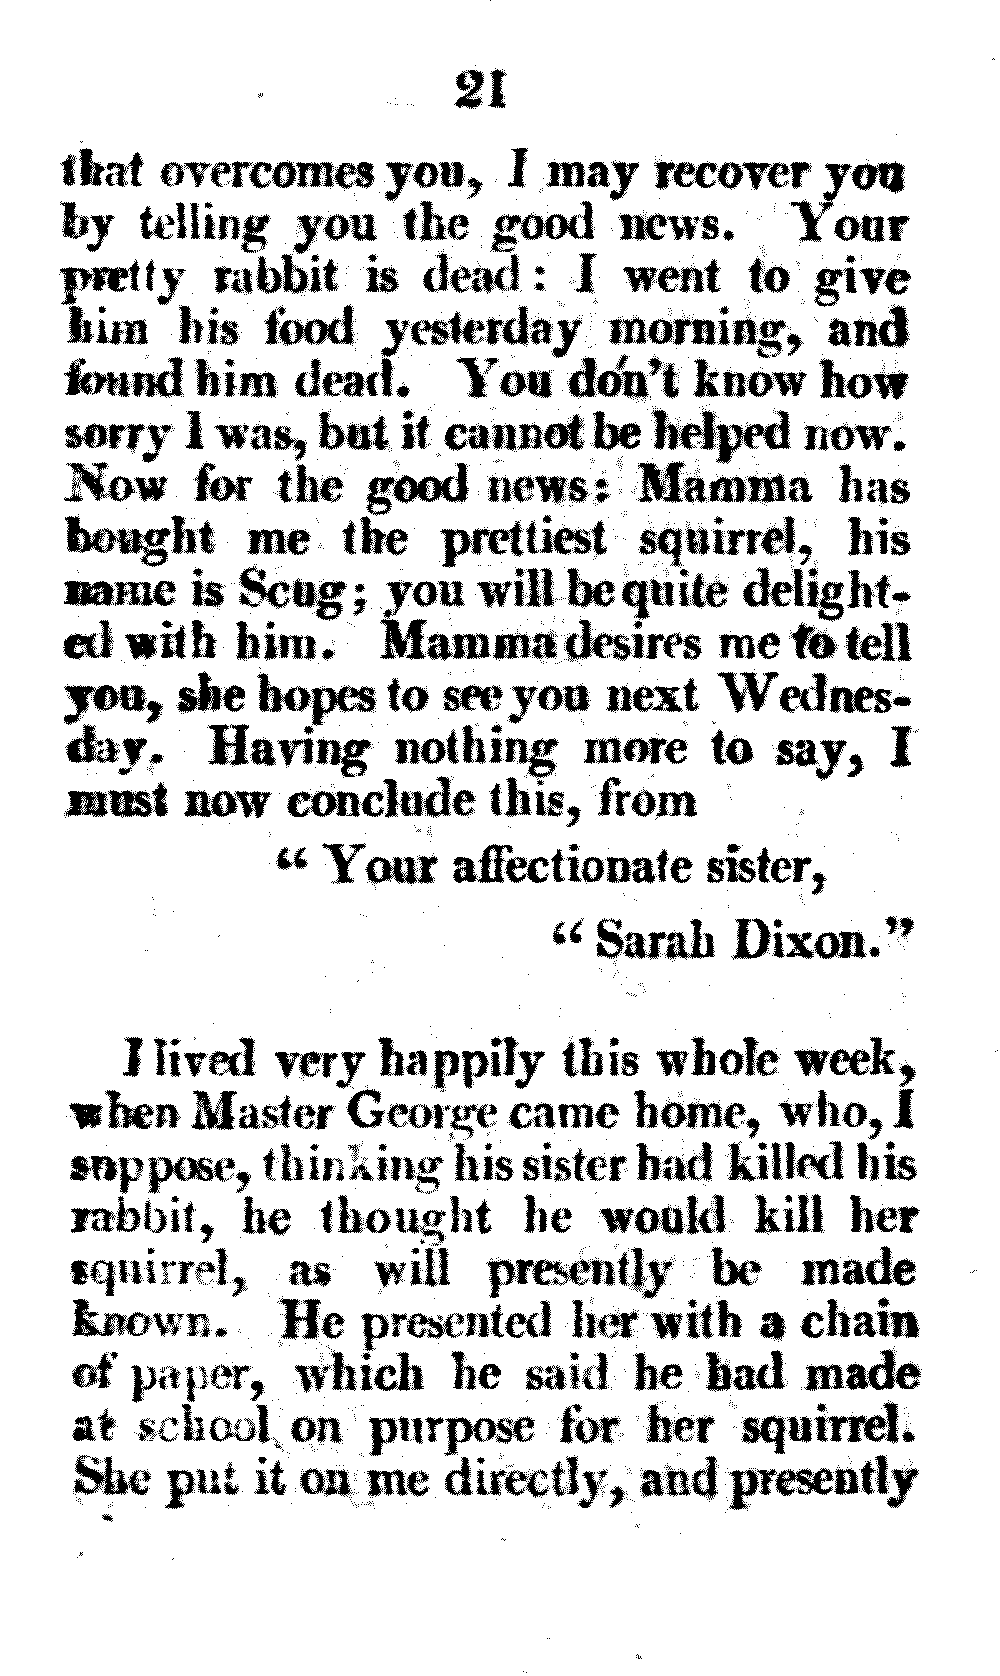 21
that overcomes you, I may recover you
by telling you the good news. Your
pretty rabbit is dead: I went to give
him his food yesterday morning, and
found him dead. You don't know how
sorry I was, but it cannot be helped now.
Now for the good news: Mamma has
bought me the prettiest squirrel, his
name is Scug; you will be quite delight-
ed with him. Mamma desires me to tell
you, she hopes to see you next Wednes-
day. Having nothing more to say, I
must now conclude this, from
“ Your affectionate sister,
“ Sarah Dixon.”
I lived very happily this whole week,
when Master George came home, who, I
suppose, thinking his sister had killed his
rabbit, he thought he would kill her
squirrel, as will presently be made
known. He presented her with a chain
of paper, which he said he had made
at school on purpose for her squirrel.
She put it on me directly, and presently